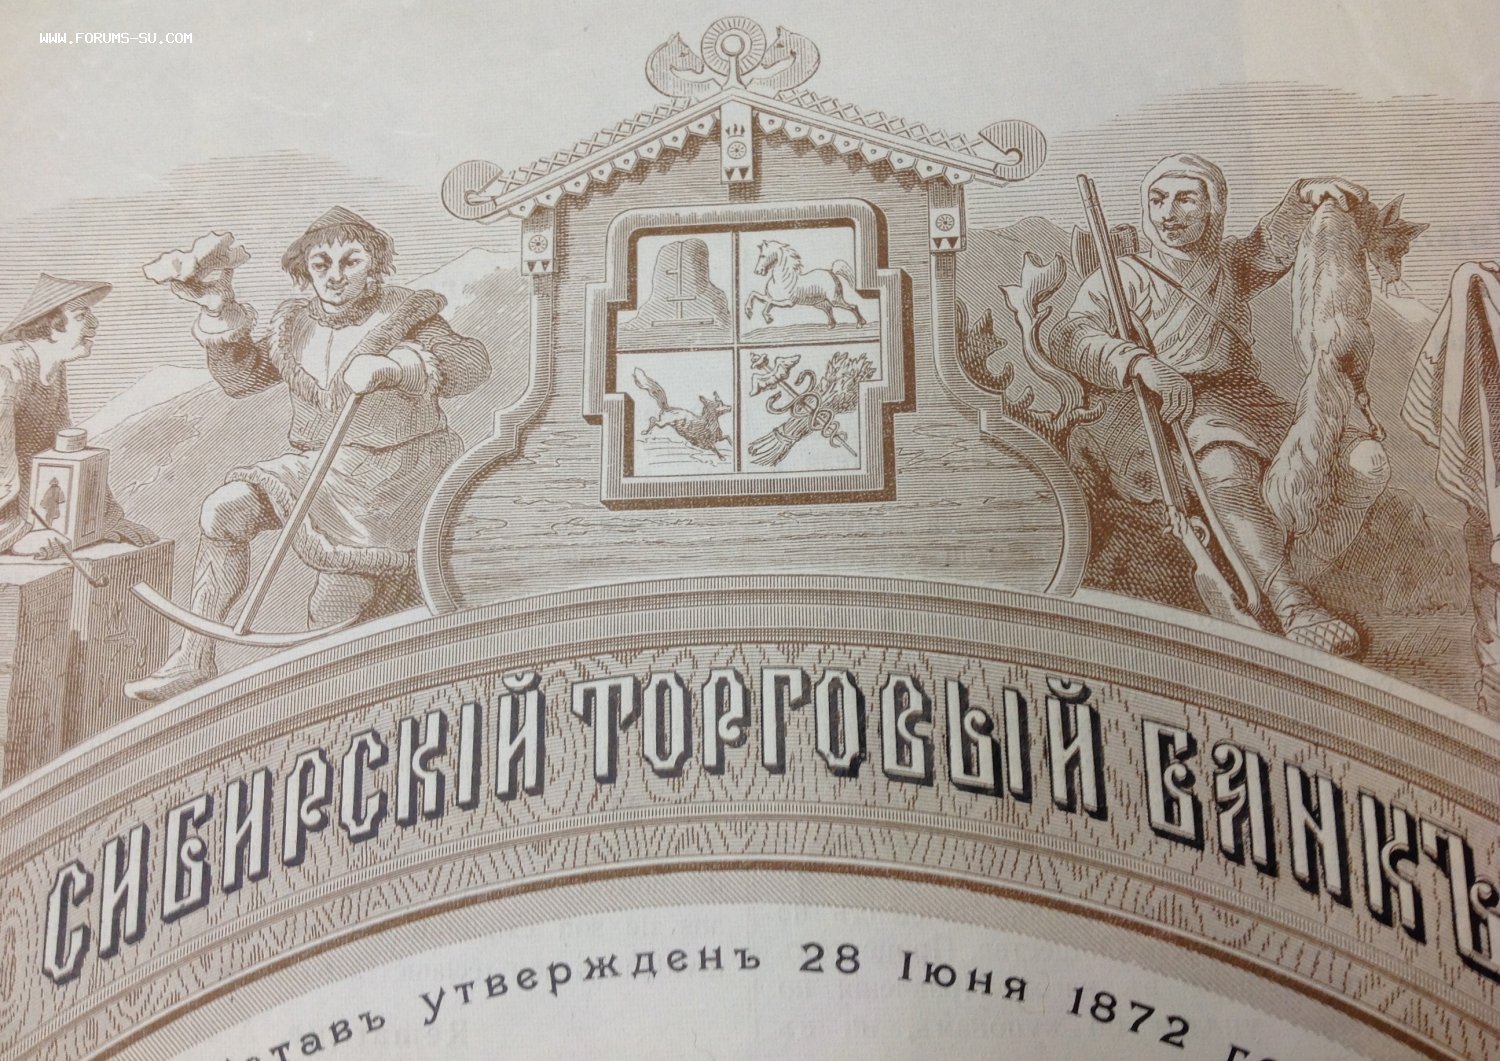 WWW.FORUMS-SU.COM
СИБИРСКІЙ ТОРГОВЫЙ БАНКЪ
утвержденъ 28 Іюня 1872